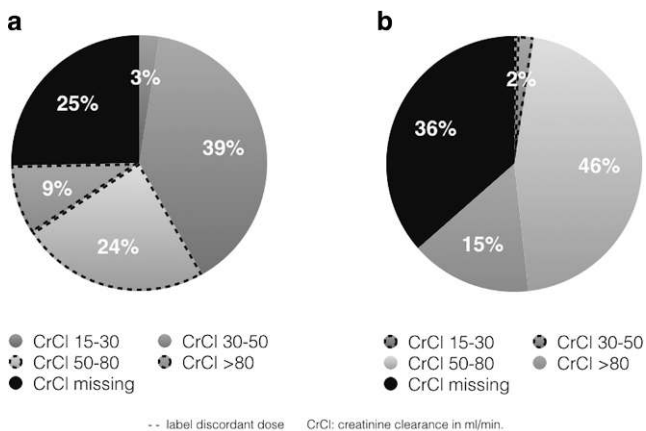 a
b
3%
39%
24%
9%
25%
2%
46%
15%
36%
CrCl 15-30 CrCl 30-50
CrCl 50-80 CrCl >80
CrCl missing
CrCl 15-30 CrCl 30-50
CrCl 50-80 CrCl >80
CrCl missing
-- label discordant dose CrCl: creatinine clearance in ml/min.